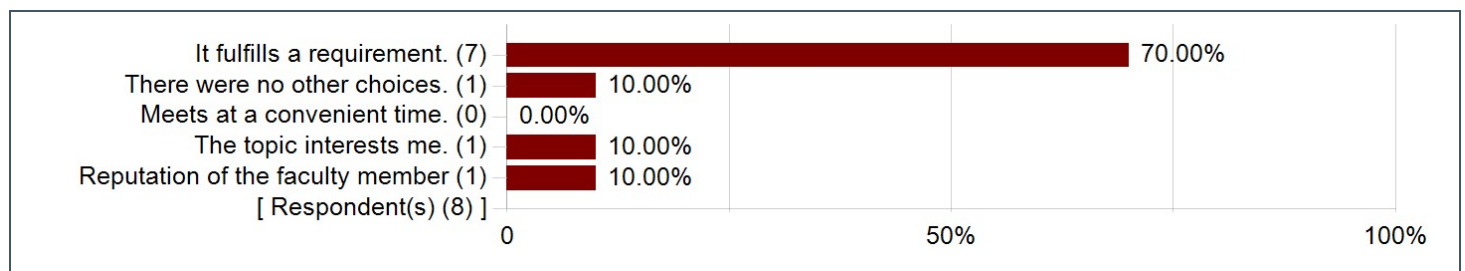 It fulfills a requirement. (7) 70.00%
There were no other choices. (1) 10.00%
Meets at a convenient time. (0) 0.00%
The topic interests me. (1) 10.00%
Reputation of the faculty member (1) 10.00%
[ Respondent(s) (8) ]
0 50% 100%